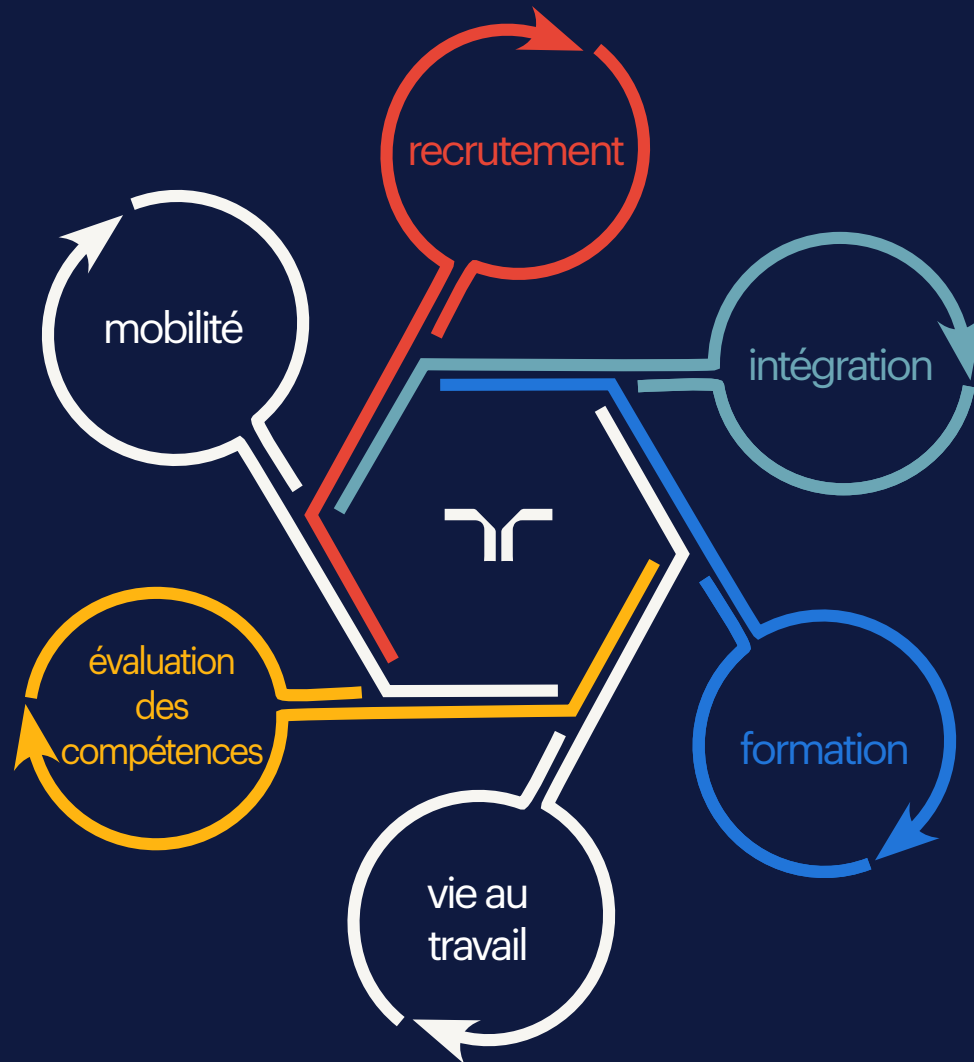 recrutement
intégration
formation
vie au
travail
évaluation
des
compétences
mobilité